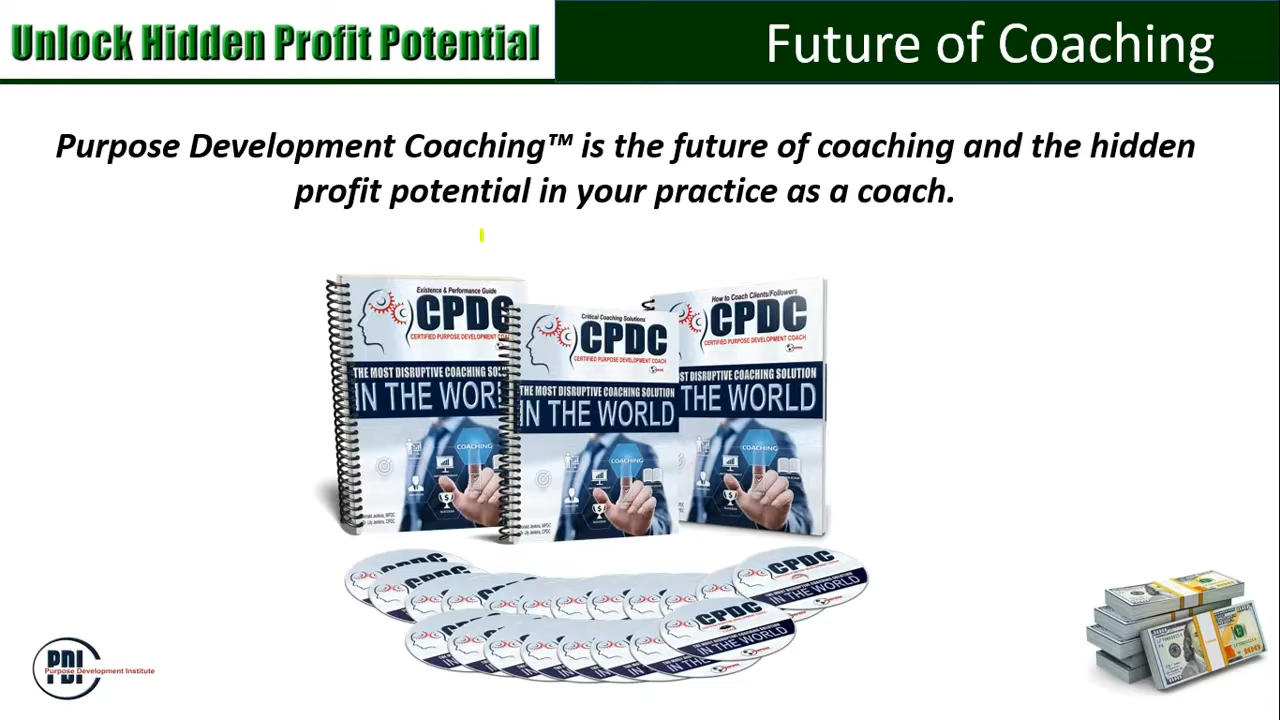 Unlock Hidden Profit Potential
Future of Coaching
Purpose Development Coaching™ is the future of coaching and the hidden
profit potential in your practice as a coach.
Existence & Performance Guide
CPDC
CERTIFIED PURPOSE DEVELOPMENT
THE MOST DISRUPTIVE COACHING
IN THE
COACHING
Critical Coaching Solutions
CPDC
CERTIFIED PURPOSE DEVELOPMENT COACH
THE MOST DISRUPTIVE COACHING SOLUTION
IN THE WORLD
COACHING
How to Coach Clients/Followers
CPDC
CERTIFIED PURPOSE DEVELOPMENT COACH
DISRUPTIVE COACHING SOLUTION
THE WORLD
COACHING
CPDC
IN THE WORLD
CPDC
IN THE WORLD
PDI
Purpose Development Institute
100